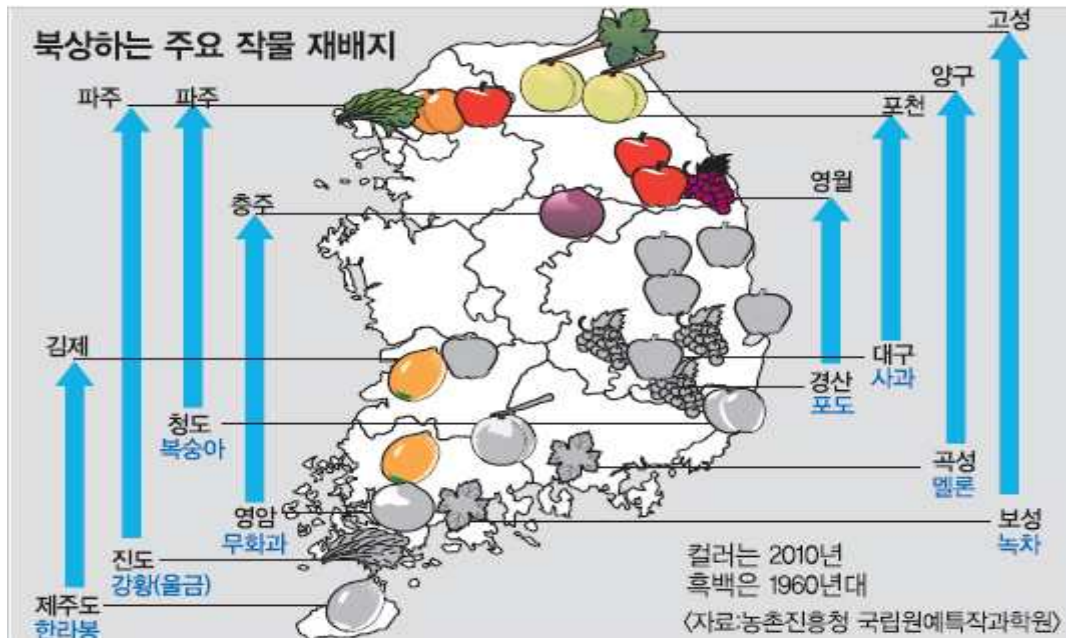 북상하는 주요 작물 재배지
고성
양구
포천
파주
파주
영월
충주
김제
대구
사과
경산
포도
청도
복숭아
곡성
멜론
영암
무화과
보성
녹차
진도
강황(울금)
제주도
한라봉
컬러는 2010년
흑백은 1960년대
〈자료:농촌진흥청 국립원예특작과학원〉